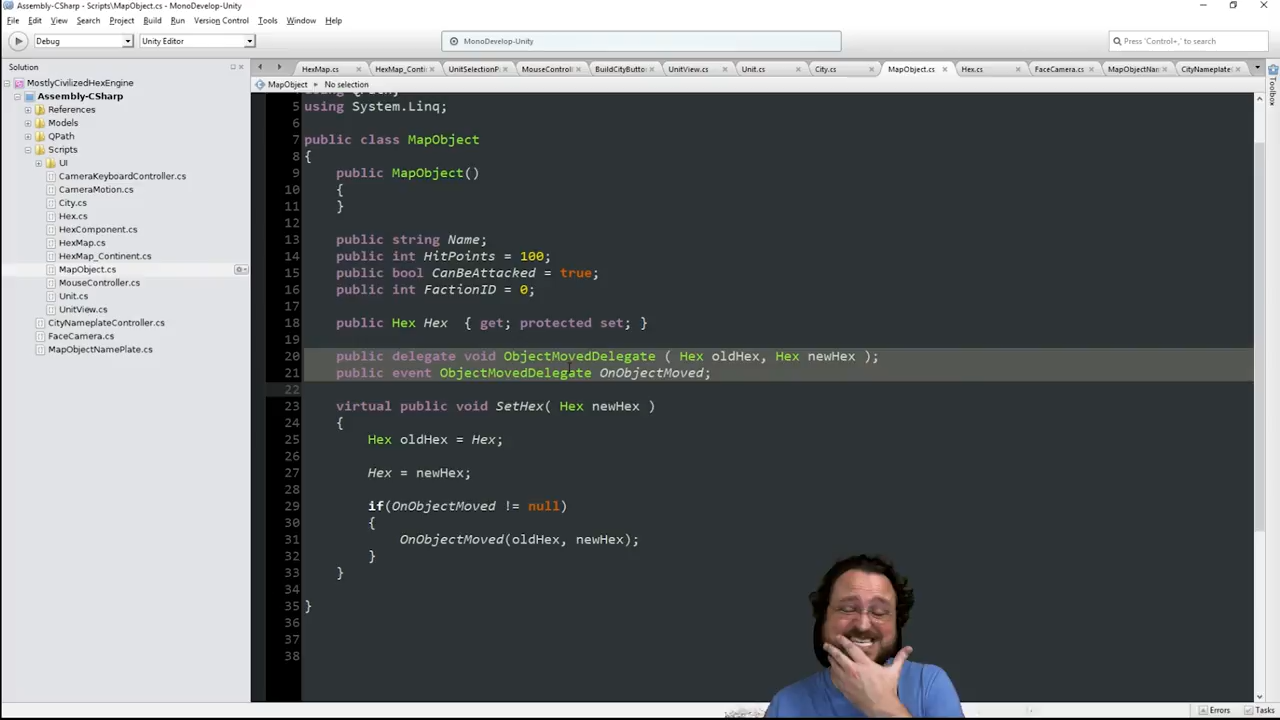 Assembly-CSharp - Scripts\MapObject.cs - MonoDevelop-Unity
File Edit View Search Project Build Run Version Control Tools Window Help
Debug Unity Editor MonoDevelop-Unity Press 'Control+,' to search
Solution
HexMap.cs HexMap_Conti UnitSelectionP MouseControl BuildCityButto UnitView.cs Unit.cs City.cs MapObject.cs Hex.cs FaceCamera.cs MapObjectNam CityNameplate
MapObject No selection
MostlyCivilizedHexEngine
Assembly-CSharp
References
Models
QPath
Scripts
UI
CameraKeyboardController.cs
CameraMotion.cs
City.cs
Hex.cs
HexComponent.cs
HexMap.cs
HexMap_Continent.cs
MapObject.cs
MouseController.cs
Unit.cs
UnitView.cs
CityNameplateController.cs
FaceCamera.cs
MapObjectNamePlate.cs
5 using System.Linq;
6
7 public class MapObject
8 {
9 public MapObject()
10 {
11 }
12
13 public string Name;
14 public int HitPoints = 100;
15 public bool CanBeAttacked = true;
16 public int FactionID = 0;
17
18 public Hex Hex { get; protected set; }
19
20 public delegate void ObjectMovedDelegate ( Hex oldHex, Hex newHex );
21 public event ObjectMovedDelegate OnObjectMoved;
22
23 virtual public void SetHex( Hex newHex )
24 {
25 Hex oldHex = Hex;
26
27 Hex = newHex;
28
29 if(OnObjectMoved != null)
30 {
31 OnObjectMoved(oldHex, newHex);
32 }
33 }
34
35 }
36
37
38
Toolbox
Errors Tasks